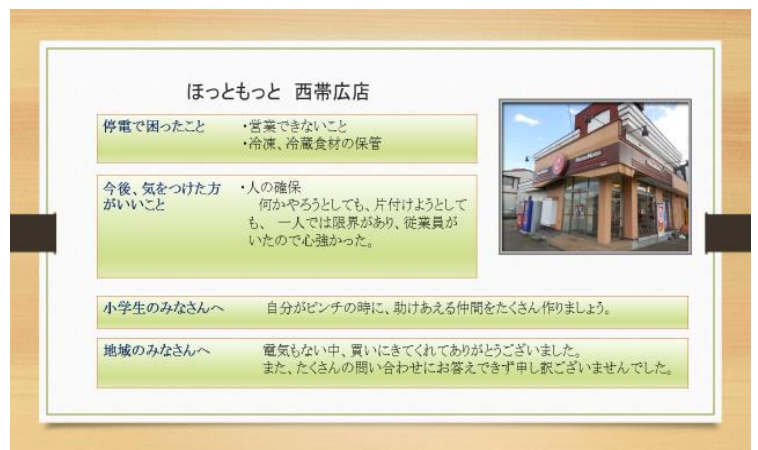 ほっともっと　西帯広店
停電で困ったこと
・営業できないこと
・冷凍、冷蔵食材の保管
今後、気をつけた方
がいいこと
・人の確保
何かやろうとしても、片付けようとして
も、　一人では限界があり、従業員が
いたので心強かった。
小学生のみなさんへ
自分がピンチの時に、助けあえる仲間をたくさん作りましょう。
地域のみなさんへ
電気もない中、買いにきてくれてありがとうございました。
また、たくさんの問い合わせにお答えできず申し訳ございませんでした。